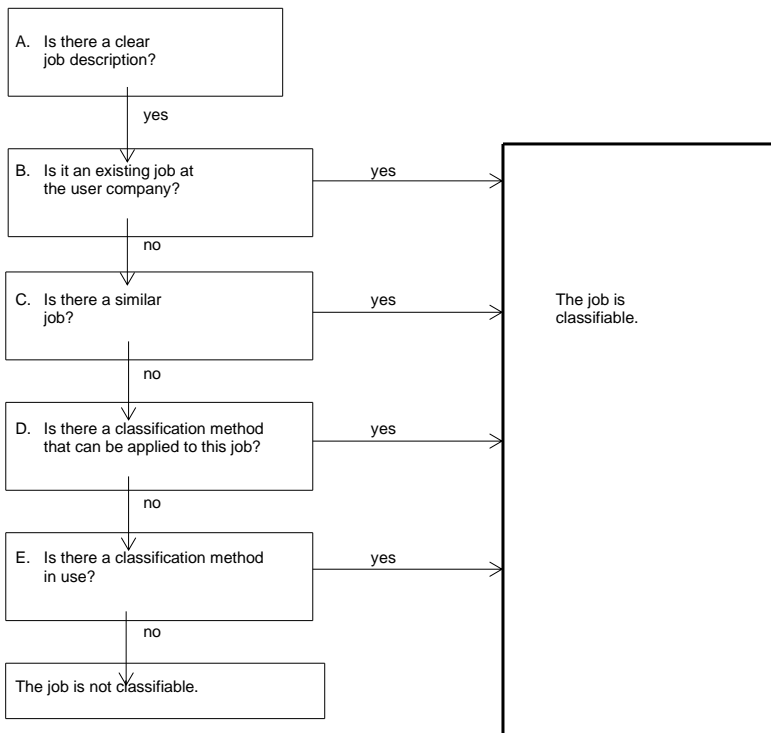 A. Is there a clear
job description?
yes
B. Is it an existing job at
the user company?
yes
no
C. Is there a similar
job?
yes
The job is
classifiable.
no
D. Is there a classification method
that can be applied to this job?
yes
no
E. Is there a classification method
in use?
yes
no
The job is not classifiable.